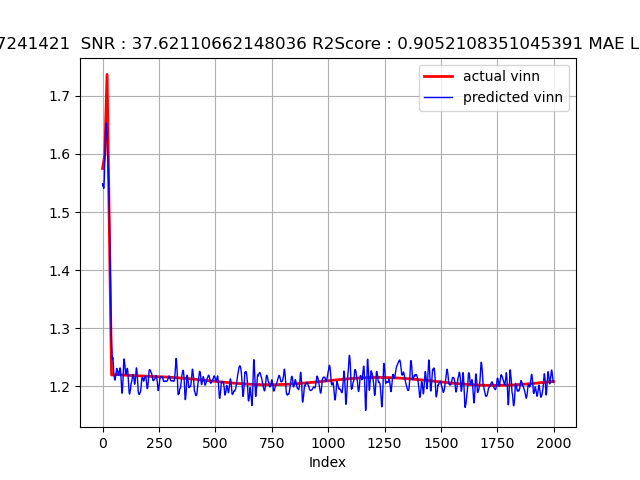 7241421 SNR : 37.62110662148036 R2Score : 0.9052108351045391 MAE L
actual vinn
predicted vinn
1.7
1.6
1.5
1.4
1.3
1.2
0 250 500 750 1000 1250 1500 1750 2000
Index